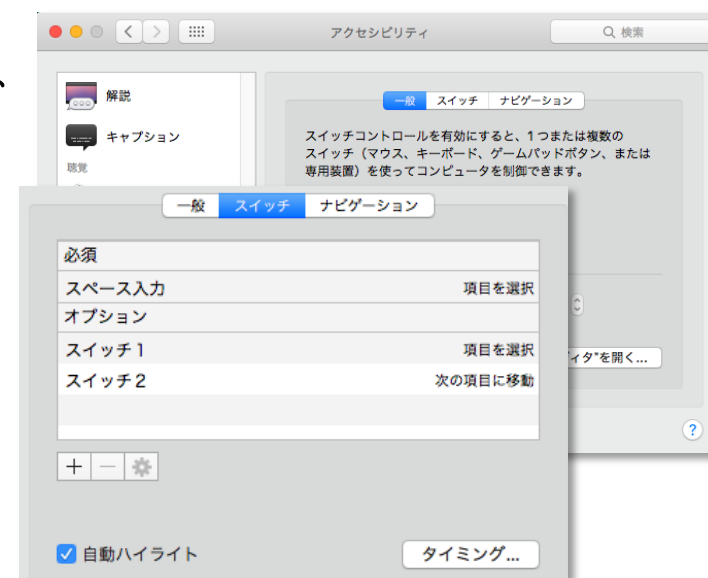 、
アクセシビリティ
検索
解説
キャプション
聴覚
一般 スイッチ ナビゲーション
スイッチコントロールを有効にすると、1つまたは複数の
スイッチ（マウス、キーボード、ゲームパッドボタン、または
専用装置）を使ってコンピュータを制御できます。
ィタ"を開く...
?
一般 スイッチ ナビゲーション
必須
スペース入力 項目を選択
オプション
スイッチ1 項目を選択
スイッチ2 次の項目に移動
自動ハイライト
タイミング...